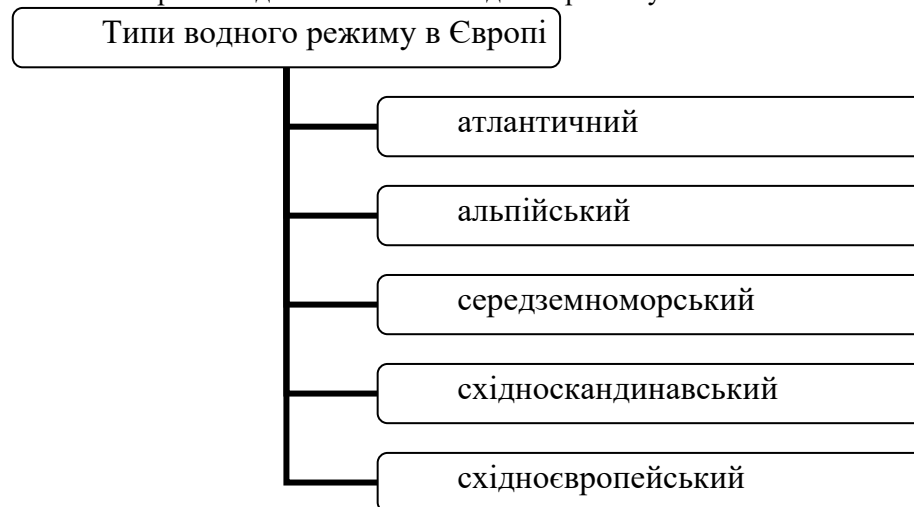 Типи водного режиму в Європі
атлантичний
альпійський
середземноморський
східноскандинавський
східноєвропейський